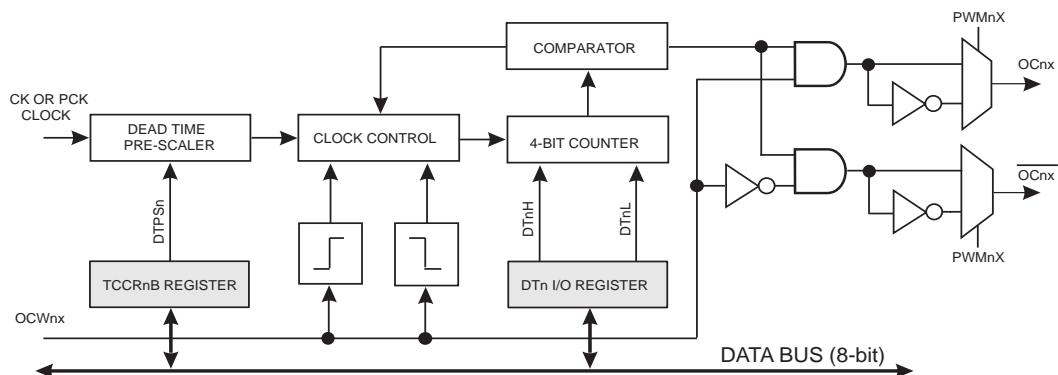 PWMnX
COMPARATOR
OCnx
CK OR PCK
CLOCK
DEAD TIME
PRE-SCALER
CLOCK CONTROL
4-BIT COUNTER
OCnx
DTPSn
DTnH
DTnL
PWMnX
TCCRnB REGISTER
DTn I/O REGISTER
OCWnx
DATA BUS (8-bit)